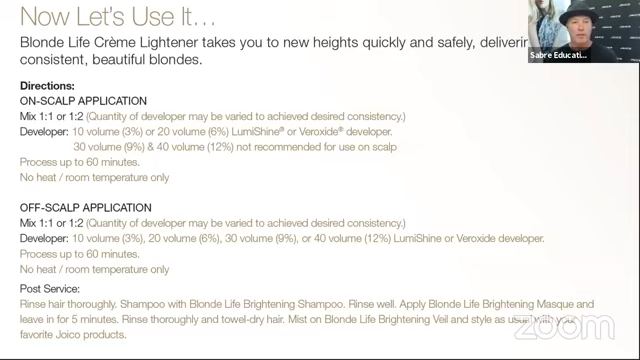 Now Let's Use It...
Blonde Life Crème Lightener takes you to new heights quickly and safely, deliverin
consistent, beautiful blondes.
Sabre Educati...
Directions:
ON-SCALP APPLICATION
Mix 1:1 or 1:2 (Quantity of developer may be varied to achieved desired consistency.)
Developer: 10 volume (3%) or 20 volume (6%) LumiShine® or Veroxide® developer.
30 volume (9%) & 40 volume (12%) not recommended for use on scalp
Process up to 60 minutes.
No heat / room temperature only
OFF-SCALP APPLICATION
Mix 1:1 or 1:2 (Quantity of developer may be varied to achieved desired consistency.)
Developer: 10 volume (3%), 20 volume (6%), 30 volume (9%), or 40 volume (12%) LumiShine or Veroxide developer.
Process up to 60 minutes.
No heat / room temperature only
Post Service:
Rinse hair thoroughly. Shampoo with Blonde Life Brightening Shampoo. Rinse well. Apply Blonde Life Brightening Masque and
leave in for 5 minutes. Rinse thoroughly and towel-dry hair. Mist on Blonde Life Brightening Veil and style as usual with your
favorite Joico products.
zoom